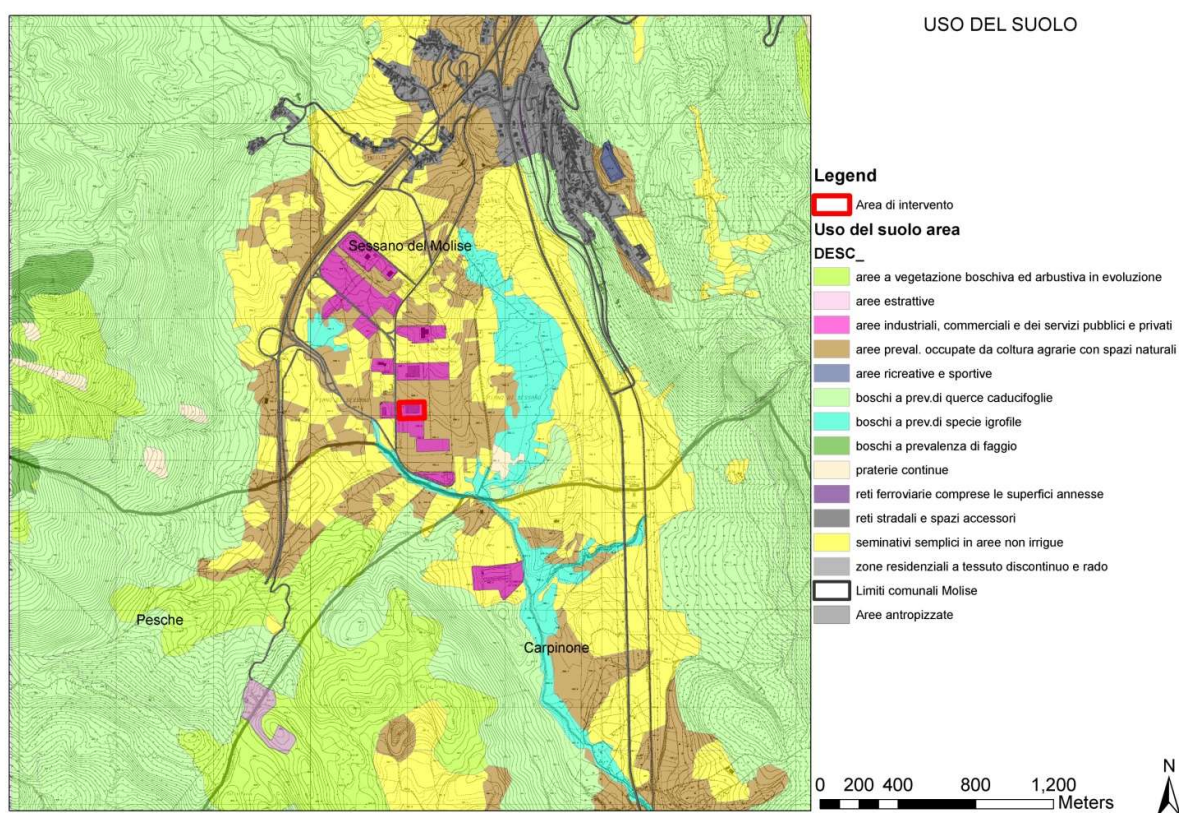 USO DEL SUOLO
Sessano del Molise
Pesche
Carpinone
Legend
Area di intervento
Uso del suolo area
DESC_
aree a vegetazione boschiva ed arbustiva in evoluzione
aree estrattive
aree industriali, commerciali e dei servizi pubblici e privati
aree preval. occupate da coltura agrarie con spazi naturali
aree ricreative e sportive
boschi a prev.di querce caducifoglie
boschi a prev.di specie igrofile
boschi a prevalenza di faggio
praterie continue
reti ferroviarie comprese le superfici annesse
reti stradali e spazi accessori
seminativi semplici in aree non irrigue
zone residenziali a tessuto discontinuo e rado
Limiti comunali Molise
Aree antropizzate
N
0 200 400 800 1,200
Meters